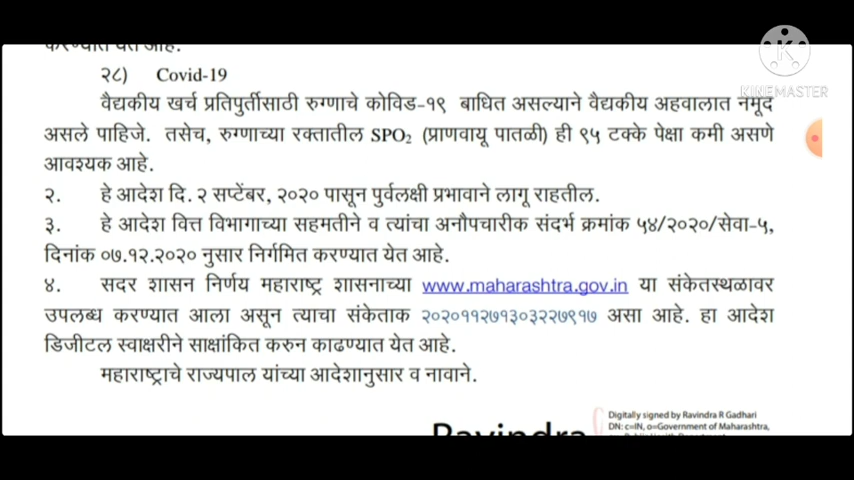 करण्यात येत आहे.
२८) Covid-19
वैद्यकीय खर्च प्रतिपुर्तीसाठी रुग्णाचे कोविड-१९ बाधित असल्याने वैद्यकीय अहवालात नमूद
असले पाहिजे. तसेच, रुग्णाच्या रक्तातील SPO₂ (प्राणवायू पातळी) ही ९५ टक्के पेक्षा कमी असणे
आवश्यक आहे.
२. हे आदेश दि. २ सप्टेंबर, २०२० पासून पुर्वलक्षी प्रभावाने लागू राहतील.
३. हे आदेश वित्त विभागाच्या सहमतीने व त्यांचा अनौपचारीक संदर्भ क्रमांक ५४/२०२०/सेवा-५,
दिनांक ०७.१२.२०२० नुसार निर्गमित करण्यात येत आहे.
४. सदर शासन निर्णय महाराष्ट्र शासनाच्या www.maharashtra.gov.in या संकेतस्थळावर
उपलब्ध करण्यात आला असून त्याचा संकेताक २०२०११२७१३०३२२७९१७ असा आहे. हा आदेश
डिजीटल स्वाक्षरीने साक्षांकित करुन काढण्यात येत आहे.
महाराष्ट्राचे राज्यपाल यांच्या आदेशानुसार व नावाने.
Ravindra
Digitally signed by Ravindra R Gadhari
DN: c=IN, o=Government of Maharashtra,
KINEMASTER